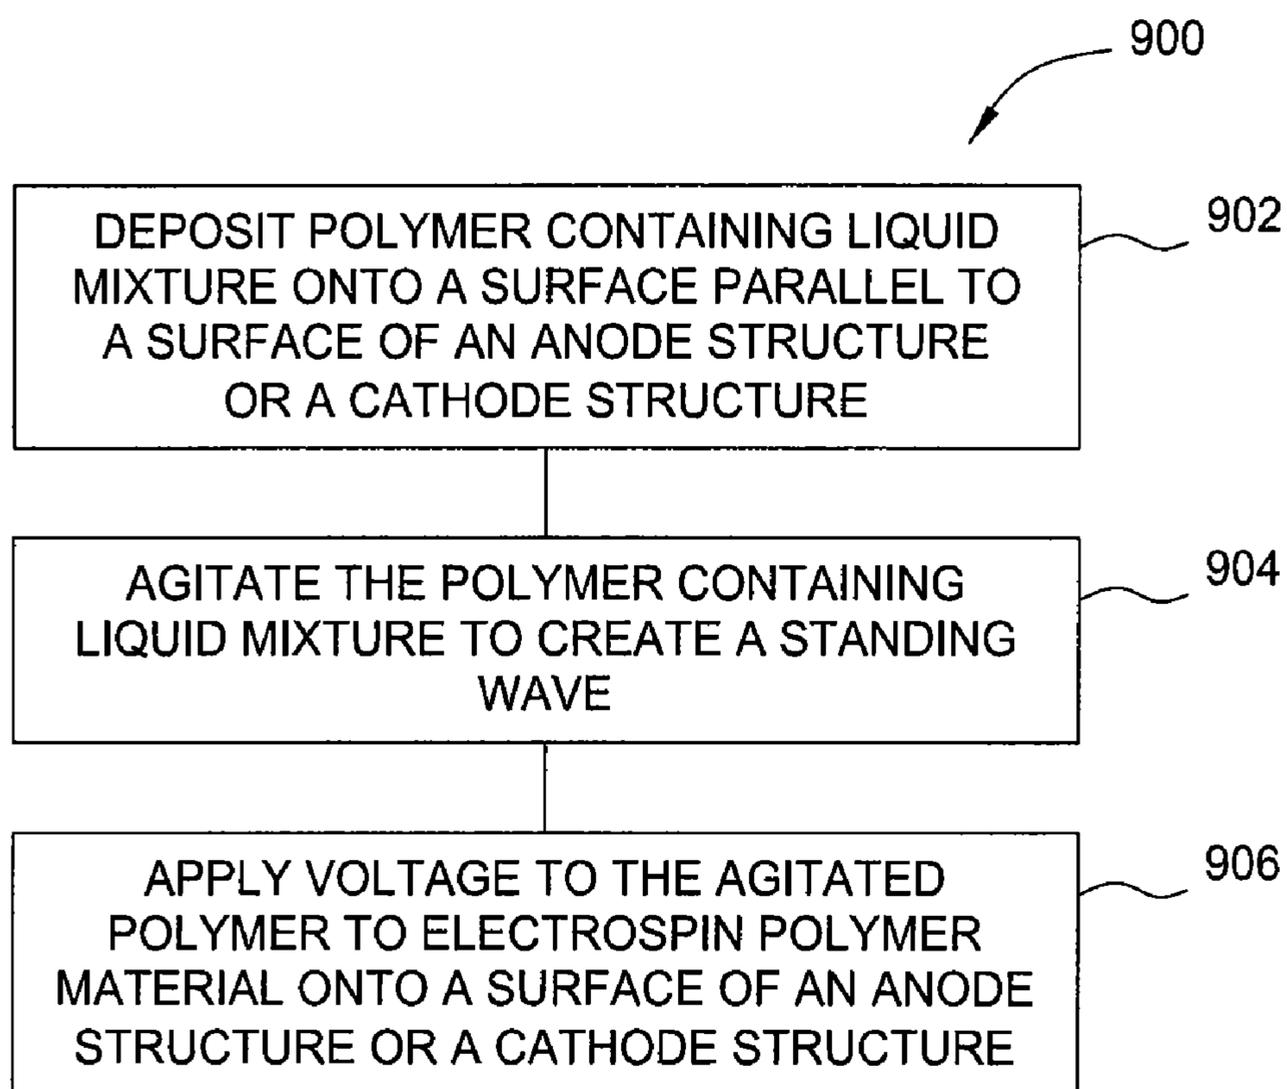 900
DEPOSIT POLYMER CONTAINING LIQUID
MIXTURE ONTO A SURFACE PARALLEL TO
A SURFACE OF AN ANODE STRUCTURE
OR A CATHODE STRUCTURE
902
AGITATE THE POLYMER CONTAINING
LIQUID MIXTURE TO CREATE A STANDING
WAVE
904
APPLY VOLTAGE TO THE AGITATED
POLYMER TO ELECTROSPIN POLYMER
MATERIAL ONTO A SURFACE OF AN ANODE
STRUCTURE OR A CATHODE STRUCTURE
906